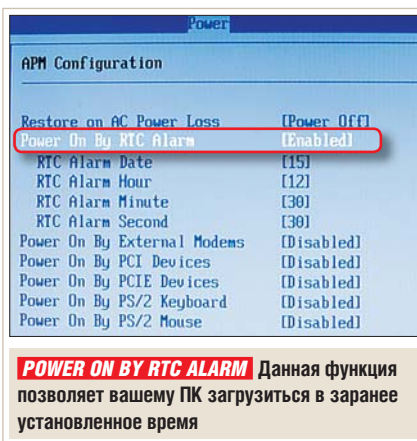 Power
APM Configuration
Restore on AC Power Loss [Power Off]
Power On By RTC Alarm [Enabled]
RTC Alarm Date [15]
RTC Alarm Hour [12]
RTC Alarm Minute [30]
RTC Alarm Second [30]
Power On By External Modems [Disabled]
Power On By PCI Devices [Disabled]
Power On By PCIE Devices [Disabled]
Power On By PS/2 Keyboard [Disabled]
Power On By PS/2 Mouse [Disabled]
POWER ON BY RTC ALARM Данная функция
позволяет вашему ПК загрузиться в заранее
установленное время